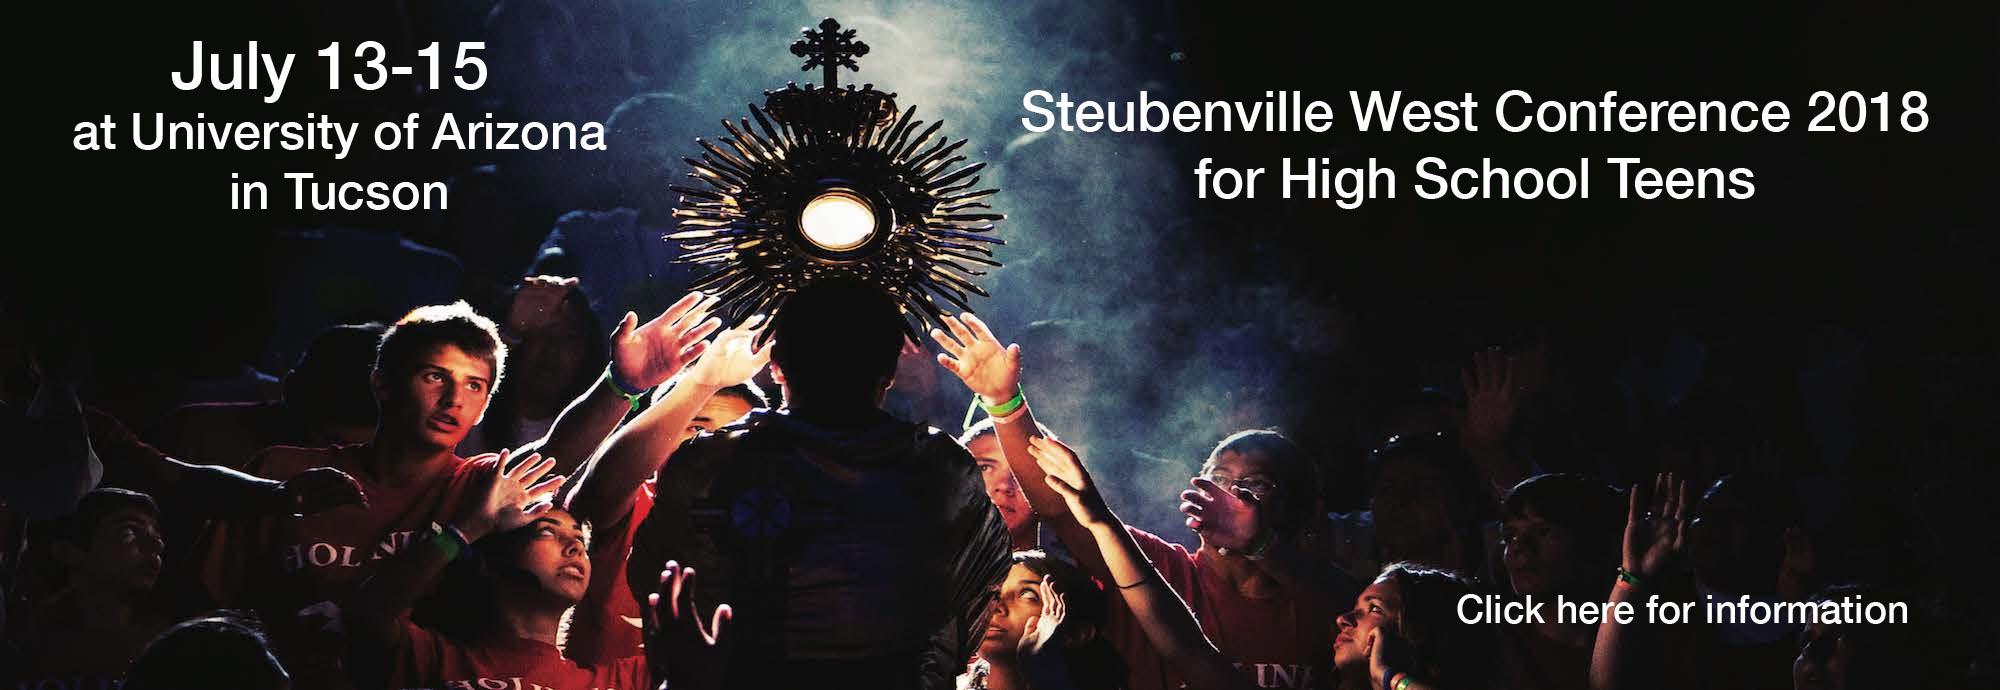 July 13-15
at University of Arizona
in Tucson
Steubenville West Conference 2018
for High School Teens
Click here for information